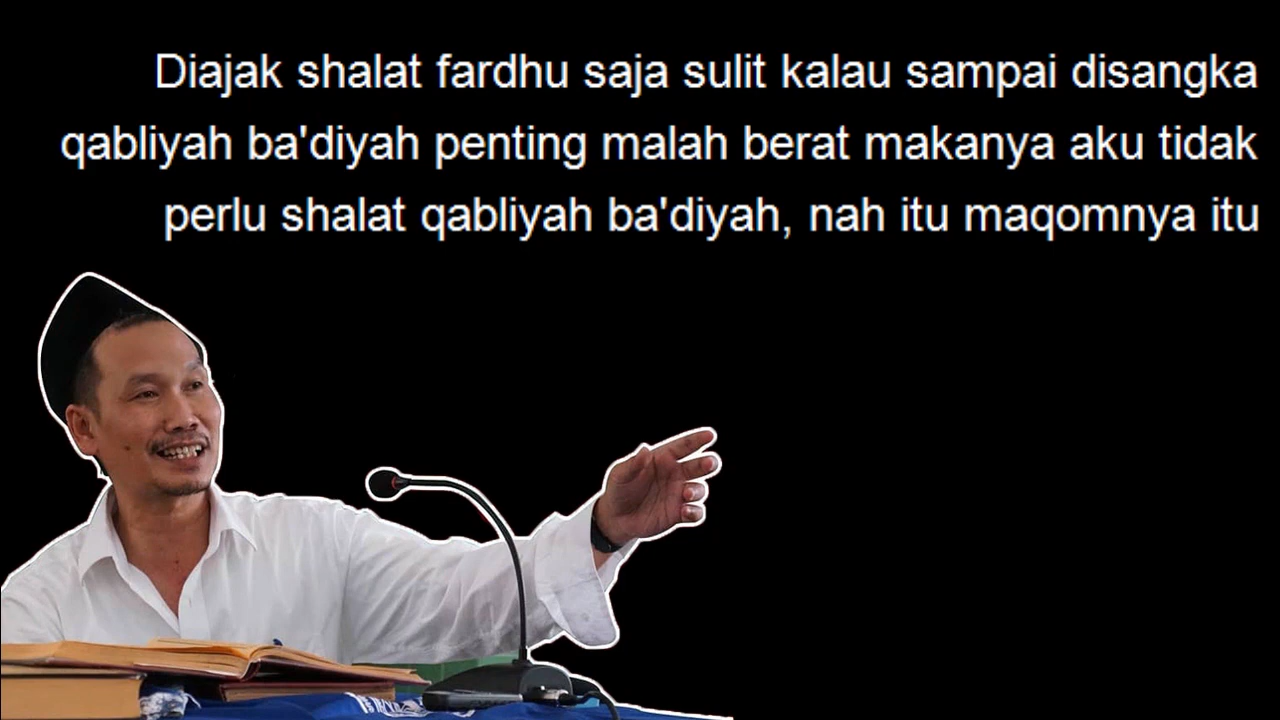 Diajak shalat fardhu saja sulit kalau sampai disangka
qabliyah ba'diyah penting malah berat makanya aku tidak
perlu shalat qabliyah ba'diyah, nah itu maqomnya itu